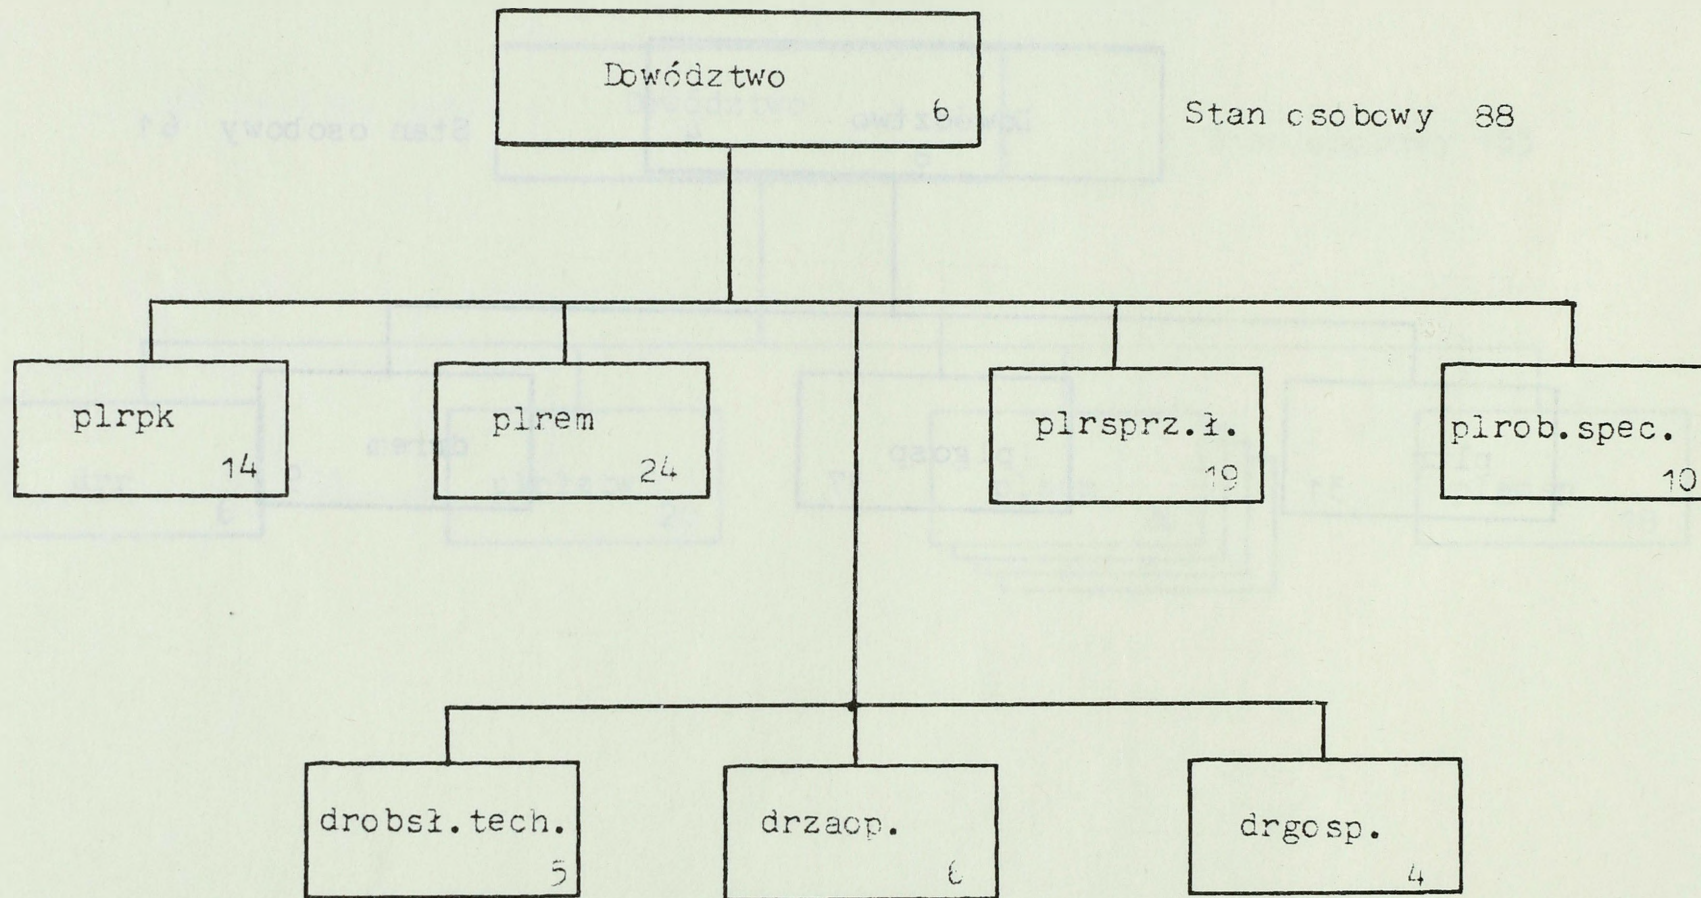 Dowództwo
6
Stan osobowy 88
plrpk
14
plrem
24
plrsprz.ł.
19
plrob.spec.
10
drobsł.tech.
5
drzaop.
6
drgosp.
4